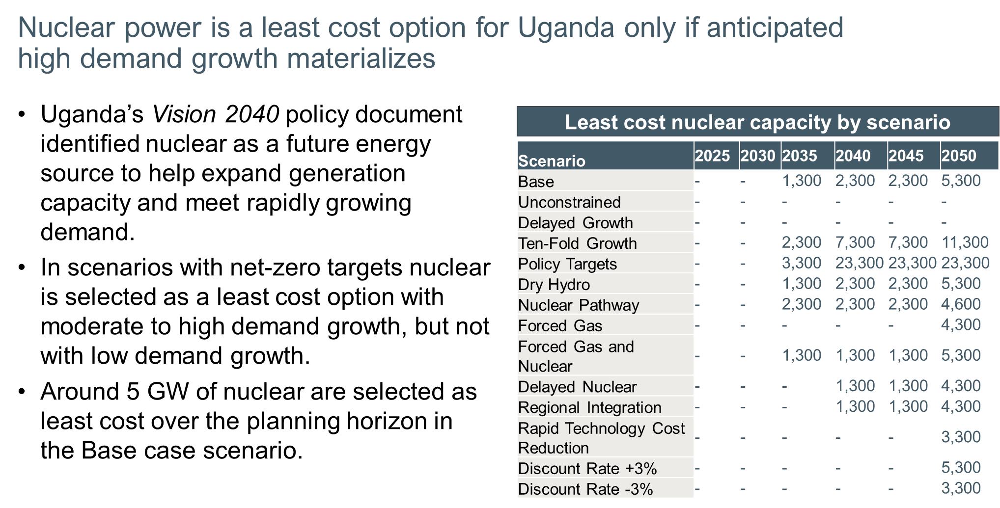 Nuclear power is a least cost option for Uganda only if anticipated
high demand growth materializes
• Uganda’s Vision 2040 policy document
identified nuclear as a future energy
source to help expand generation
capacity and meet rapidly growing
demand.
• In scenarios with net-zero targets nuclear
is selected as a least cost option with
moderate to high demand growth, but not
with low demand growth.
• Around 5 GW of nuclear are selected as
least cost over the planning horizon in
the Base case scenario.
Least cost nuclear capacity by scenario
Scenario 2025 2030 2035 2040 2045 2050
Base - - 1,300 2,300 2,300 5,300
Unconstrained - - - - - -
Delayed Growth - - - - - -
Ten-Fold Growth - - 2,300 7,300 7,300 11,300
Policy Targets - - 3,300 23,300 23,300 23,300
Dry Hydro - - 1,300 2,300 2,300 5,300
Nuclear Pathway - - 2,300 2,300 2,300 4,600
Forced Gas - - - - - 4,300
Forced Gas and
Nuclear - - 1,300 1,300 1,300 5,300
Delayed Nuclear - - - 1,300 1,300 4,300
Regional Integration - - - 1,300 1,300 4,300
Rapid Technology Cost
Reduction - - - - - 3,300
Discount Rate +3% - - - - - 5,300
Discount Rate -3% - - - - - 3,300